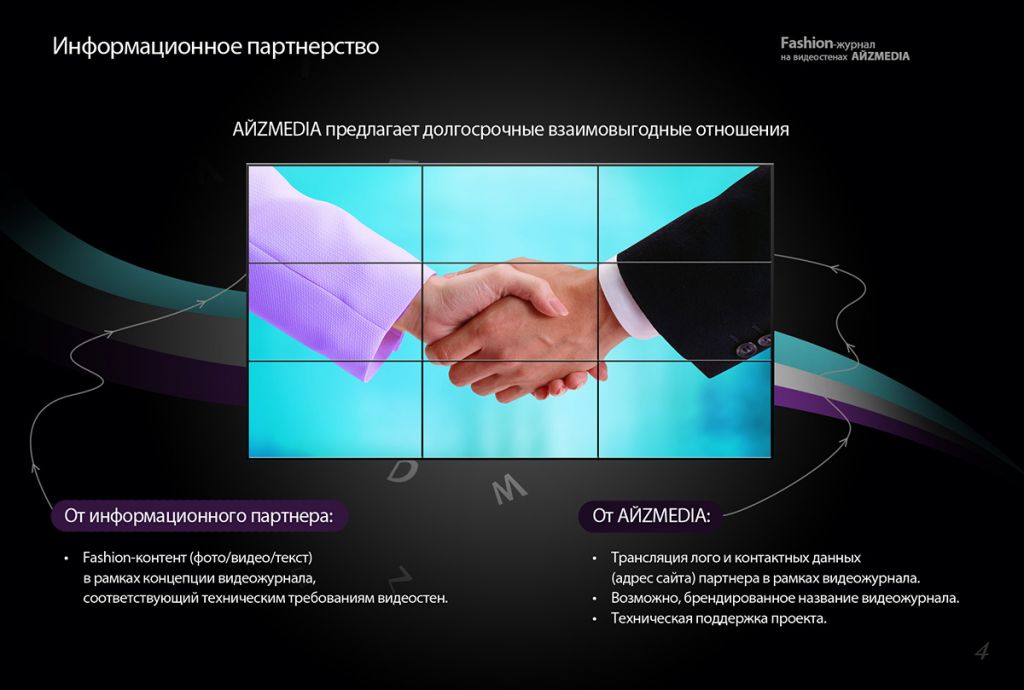 Информационное партнерство
Fashion-журнал
на видеостенах АЙZMEDIA
АЙZMEDIA предлагает долгосрочные взаимовыгодные отношения
D
M
Z
От информационного партнера:
• Fashion-контент (фото/видео/текст)
в рамках концепции видеожурнала,
соответствующий техническим требованиям видеостен.
От АЙZMEDIA:
• Трансляция лого и контактных данных
(адрес сайта) партнера в рамках видеожурнала.
• Возможно, брендированное название видеожурнала.
• Техническая поддержка проекта.
4